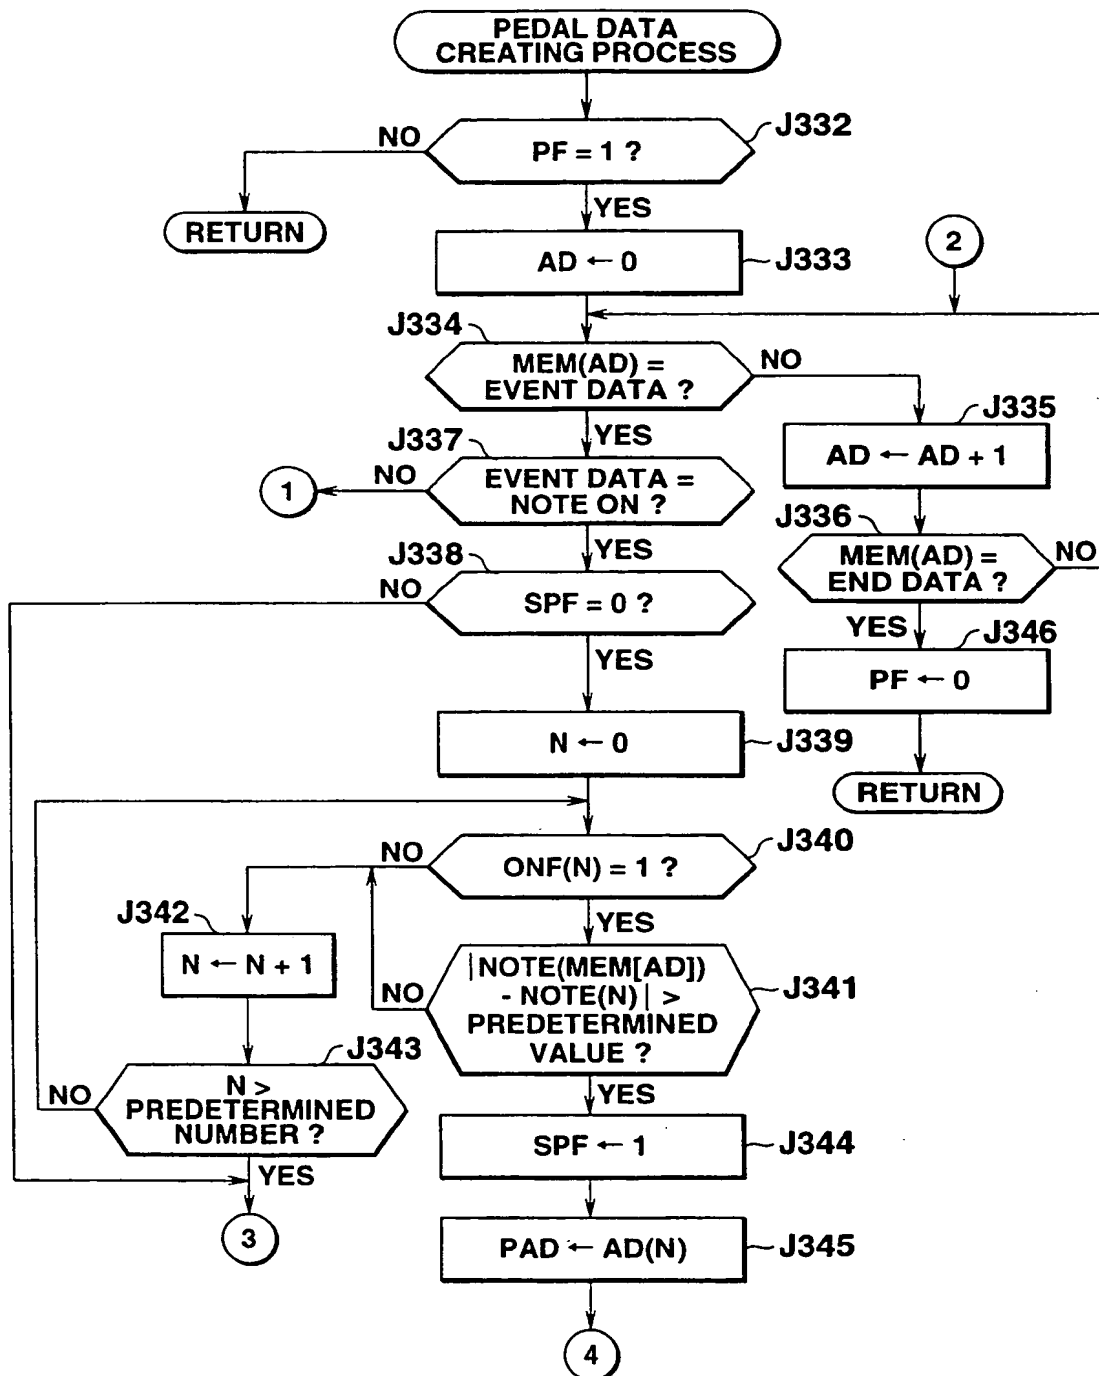 PEDAL DATA
CREATING PROCESS
J332
NO
PF = 1 ?
YES
RETURN
AD ← 0
J333
2
J334
MEM(AD) =
EVENT DATA ?
NO
YES
J335
AD ← AD + 1
J337
1
NO
EVENT DATA =
NOTE ON ?
YES
J336
MEM(AD) =
END DATA ?
NO
YES
J338
NO
SPF = 0 ?
YES
J346
PF ← 0
RETURN
N ← 0
J339
J340
NO
ONF(N) = 1 ?
YES
J342
N ← N + 1
|NOTE(MEM[AD])
- NOTE(N)| >
PREDETERMINED
VALUE ?
J341
NO
YES
J343
NO
N >
PREDETERMINED
NUMBER ?
YES
3
SPF ← 1
J344
PAD ← AD(N)
J345
4